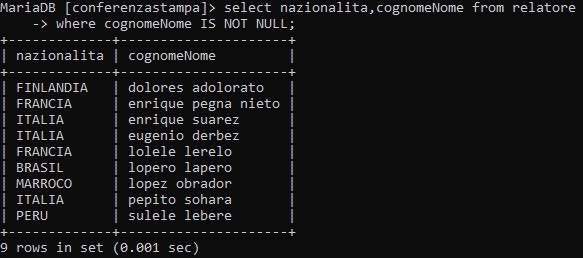 MariaDB [conferenzastampa]> select nazionalita,cognomeNome from relatore
    -> where cognomeNome IS NOT NULL;
+-------------+---------------------+
| nazionalita | cognomeNome         |
+-------------+---------------------+
| FINLANDIA   | dolores adolorato   |
| FRANCIA     | enrique pegna nieto |
| ITALIA      | enrique suarez      |
| ITALIA      | eugenio derbez      |
| FRANCIA     | lolele lerelo       |
| BRASIL      | lopero lapero       |
| MARROCO     | lopez obrador       |
| ITALIA      | pepito sohara       |
| PERU        | sulele lebere       |
+-------------+---------------------+
9 rows in set (0.001 sec)